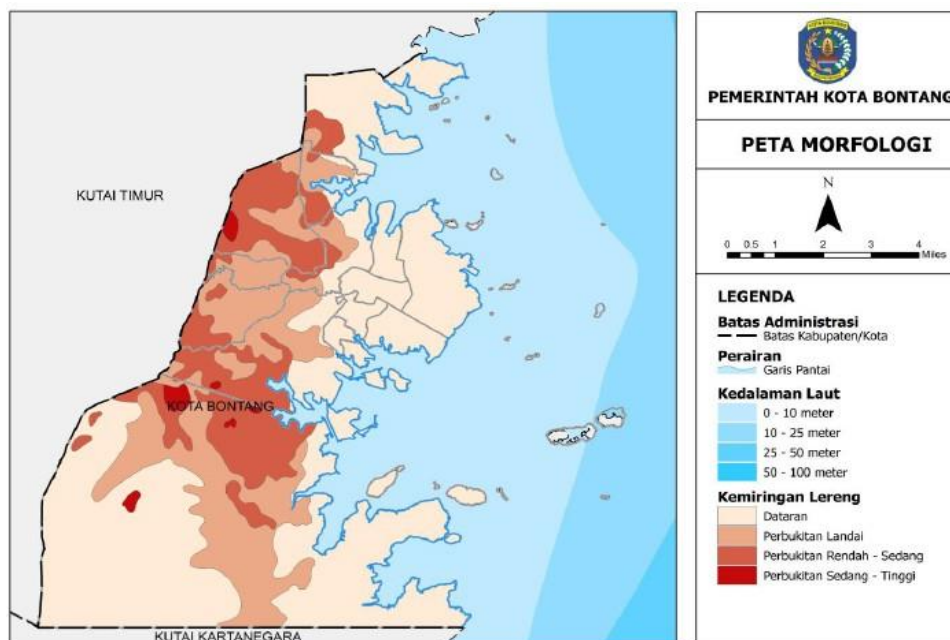 KUTAI TIMUR
KOTA BONTANG
KUTAI KARTANEGARA
PEMERINTAH KOTA BONTANG
PETA MORFOLOGI
N
0 0.5 1 2 3 4
Miles
LEGENDA
Batas Administrasi
Batas Kabupaten/Kota
Perairan
Garis Pantai
Kedalaman Laut
0 - 10 meter
10 - 25 meter
25 - 50 meter
50 - 100 meter
Kemiringan Lereng
Dataran
Perbukitan Landai
Perbukitan Rendah - Sedang
Perbukitan Sedang - Tinggi